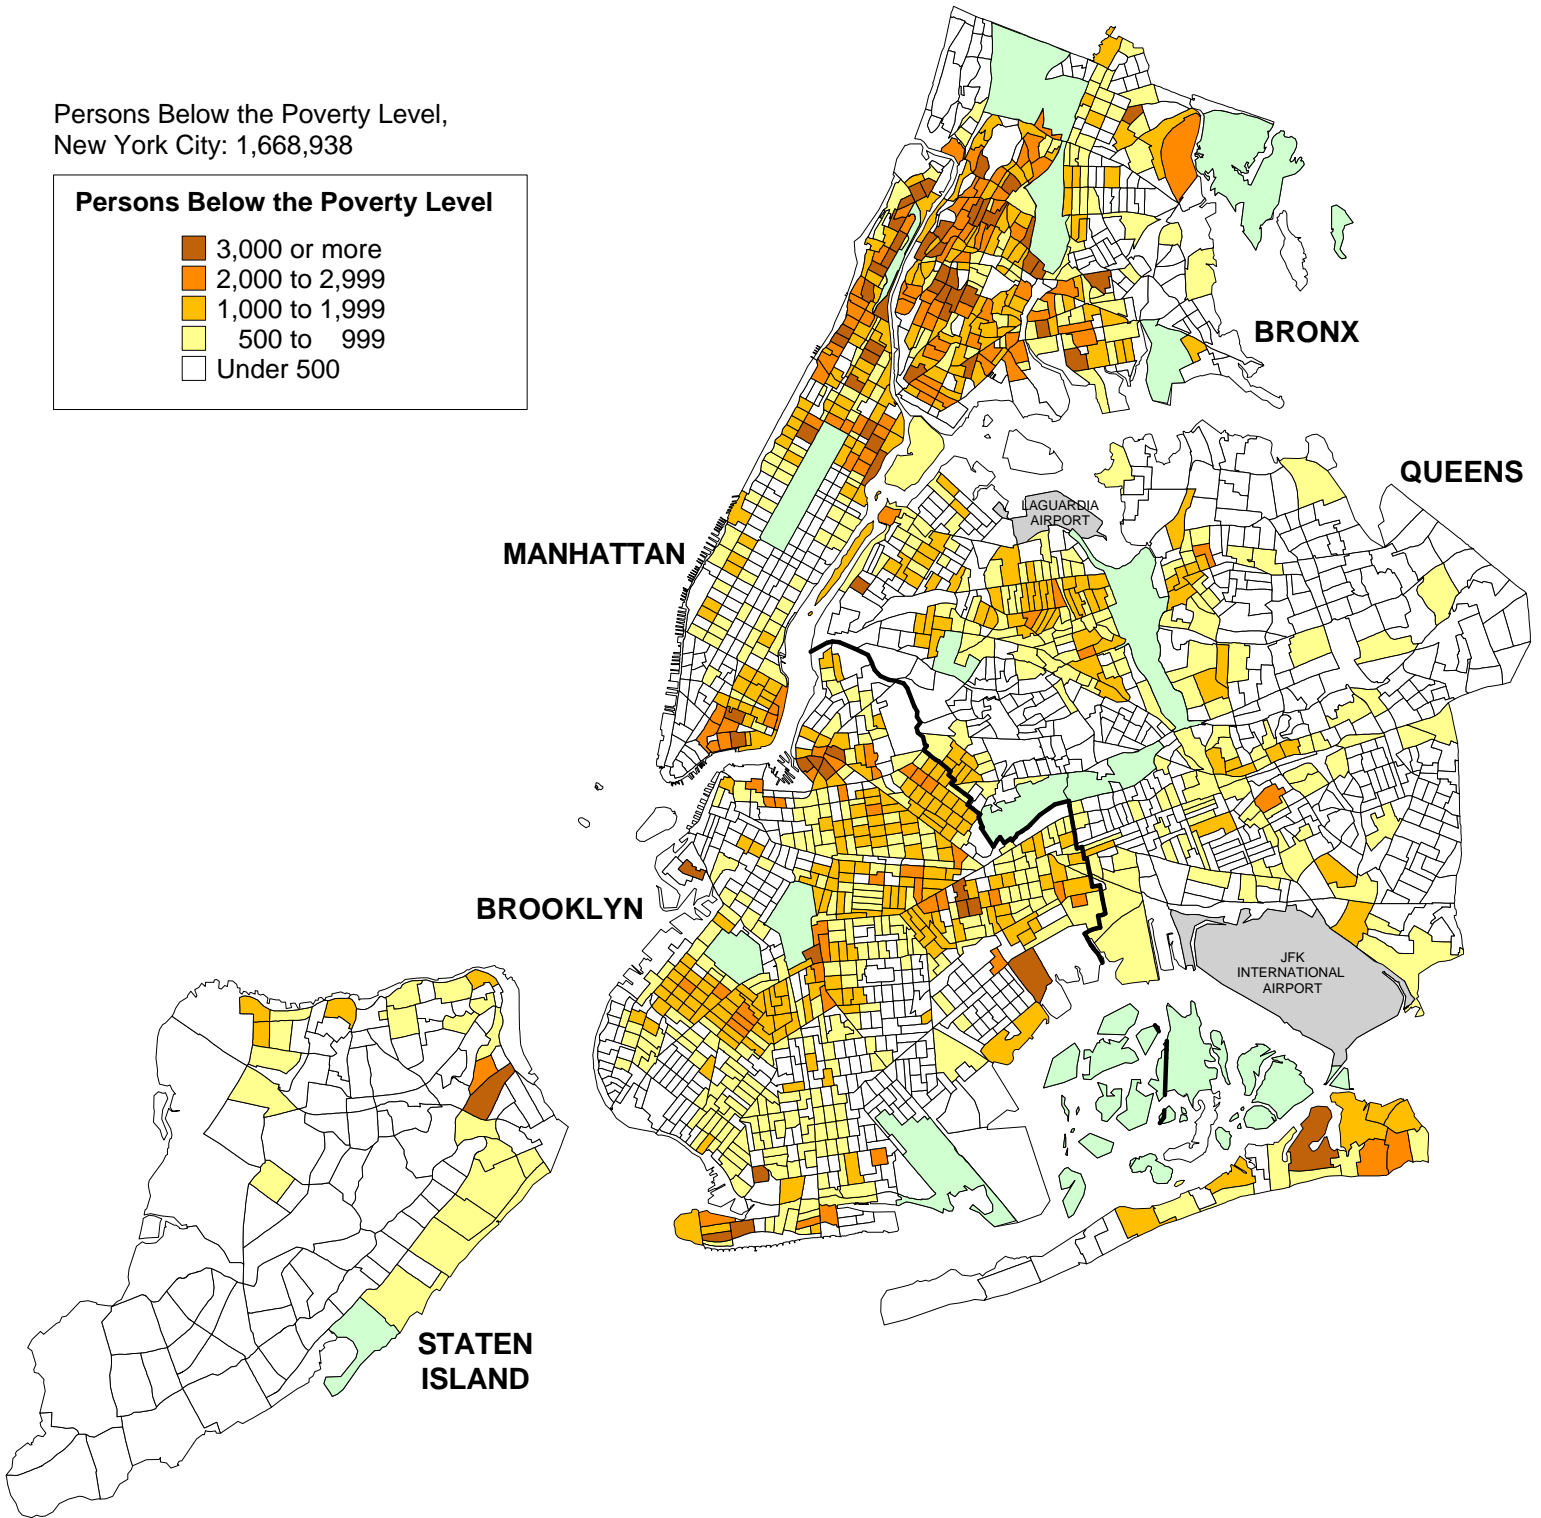 Persons Below the Poverty Level,
New York City: 1,668,938
Persons Below the Poverty Level
3,000 or more
2,000 to 2,999
1,000 to 1,999
500 to 999
Under 500
BRONX
QUEENS
LAGUARDIA
AIRPORT
MANHATTAN
BROOKLYN
JFK
INTERNATIONAL
AIRPORT
STATEN
ISLAND